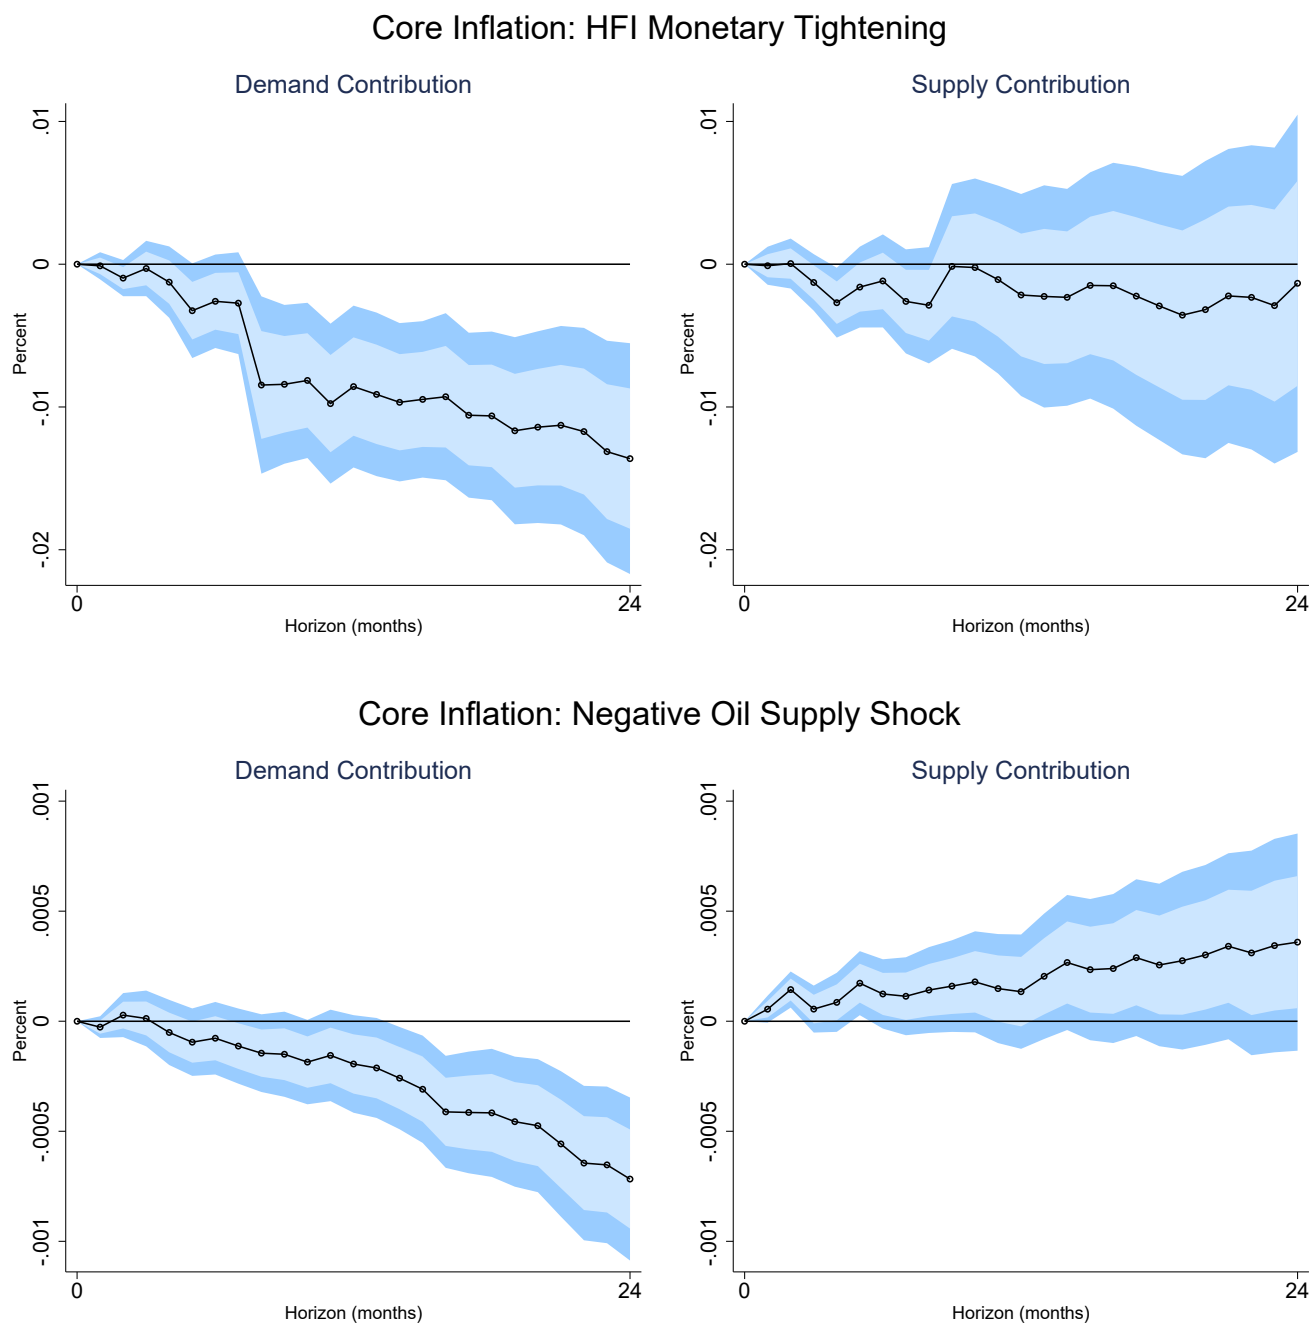 Core Inflation: HFI Monetary Tightening
Demand Contribution
Supply Contribution
.01
0
-.01
-.02
Percent
0
24
Horizon (months)
.01
0
-.01
-.02
Percent
0
24
Horizon (months)
Core Inflation: Negative Oil Supply Shock
Demand Contribution
Supply Contribution
.001
.0005
0
-.0005
-.001
Percent
0
24
Horizon (months)
.001
.0005
0
-.0005
-.001
Percent
0
24
Horizon (months)